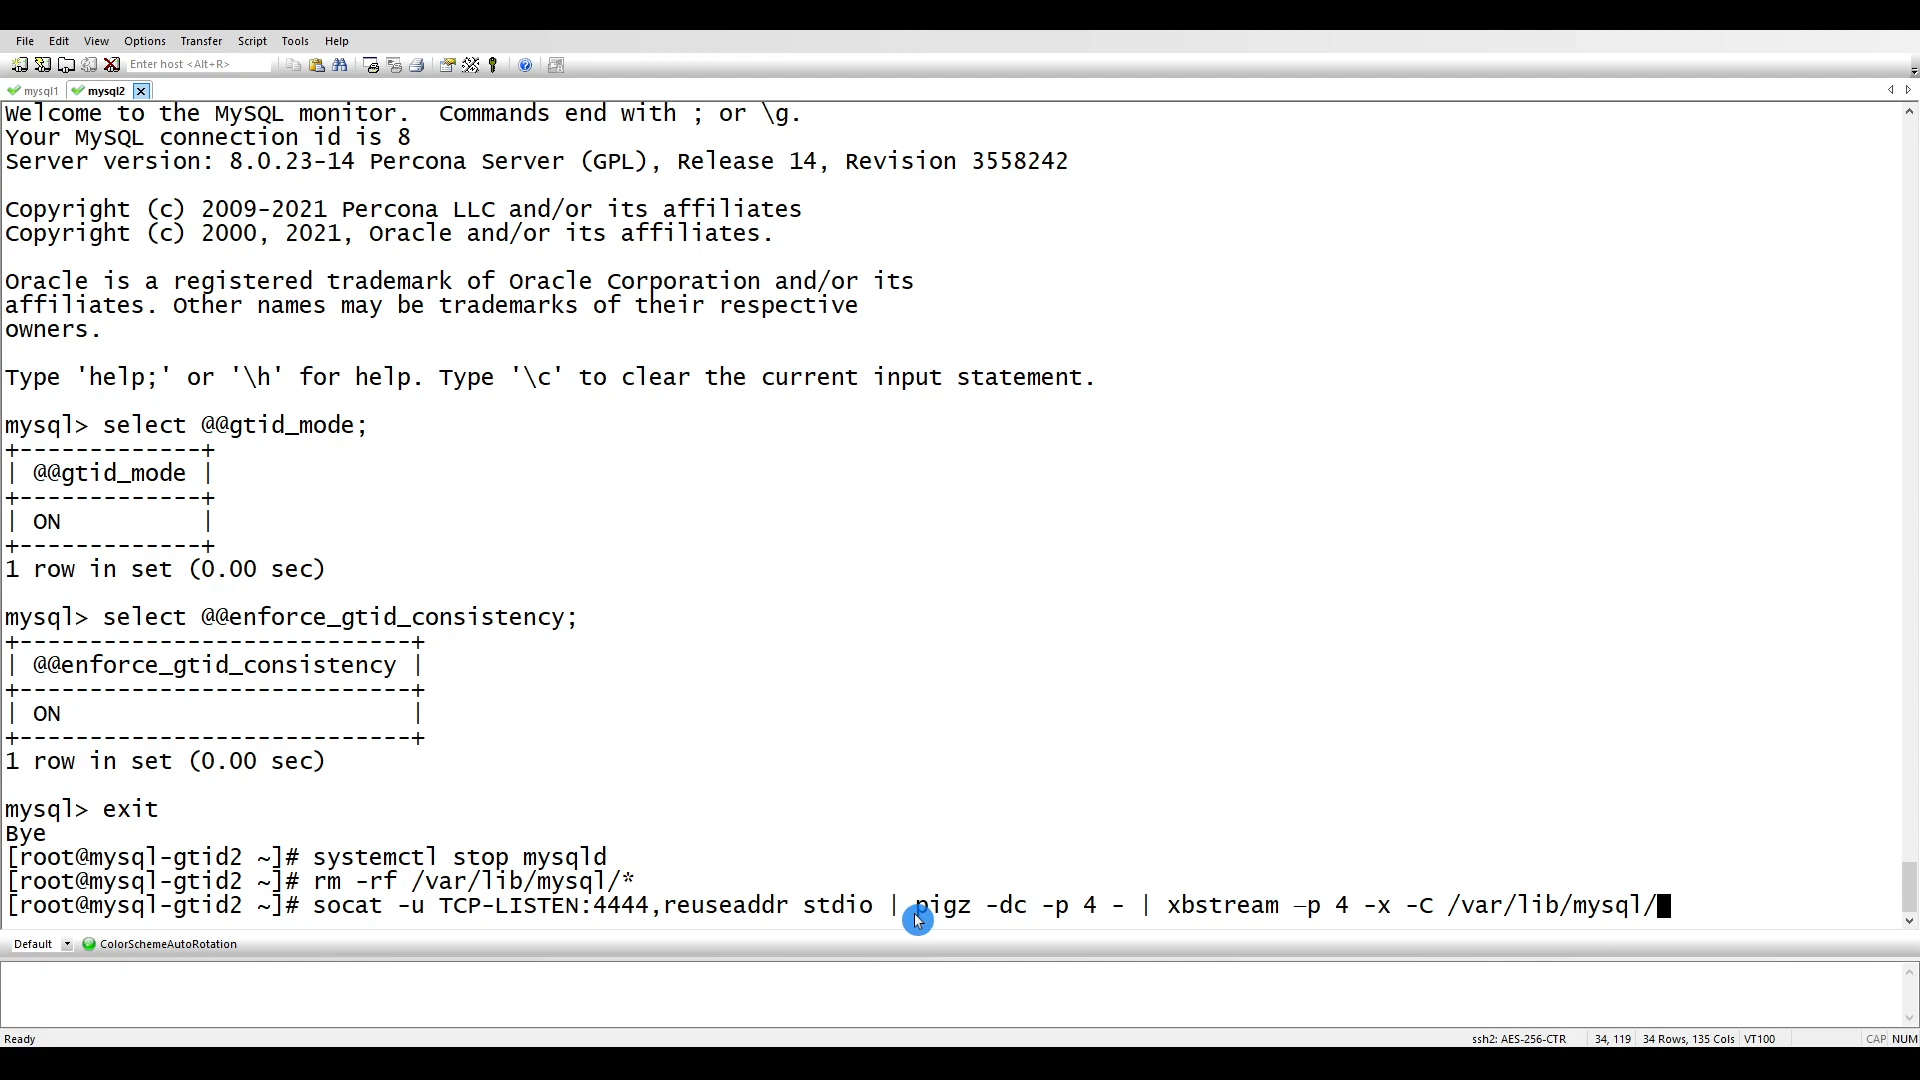 File Edit View Options Transfer Script Tools Help
Enter host <Alt+R>
mysql1 mysql2
Welcome to the MySQL monitor.  Commands end with ; or \g.
Your MySQL connection id is 8
Server version: 8.0.23-14 Percona Server (GPL), Release 14, Revision 3558242
Copyright (c) 2009-2021 Percona LLC and/or its affiliates
Copyright (c) 2000, 2021, Oracle and/or its affiliates.
Oracle is a registered trademark of Oracle Corporation and/or its
affiliates. Other names may be trademarks of their respective
owners.
Type 'help;' or '\h' for help. Type '\c' to clear the current input statement.
mysql> select @@gtid_mode;
+-------------+
| @@gtid_mode |
+-------------+
| ON          |
+-------------+
1 row in set (0.00 sec)
mysql> select @@enforce_gtid_consistency;
+----------------------------+
| @@enforce_gtid_consistency |
+----------------------------+
| ON                         |
+----------------------------+
1 row in set (0.00 sec)
mysql> exit
Bye
[root@mysql-gtid2 ~]# systemctl stop mysqld
[root@mysql-gtid2 ~]# rm -rf /var/lib/mysql/*
[root@mysql-gtid2 ~]# socat -u TCP-LISTEN:4444,reuseaddr stdio | pigz -dc -p 4 - | xbstream –p 4 -x -C /var/lib/mysql/
Default ColorSchemeAutoRotation
Ready ssh2: AES-256-CTR 34, 119 34 Rows, 135 Cols VT100 CAP NUM